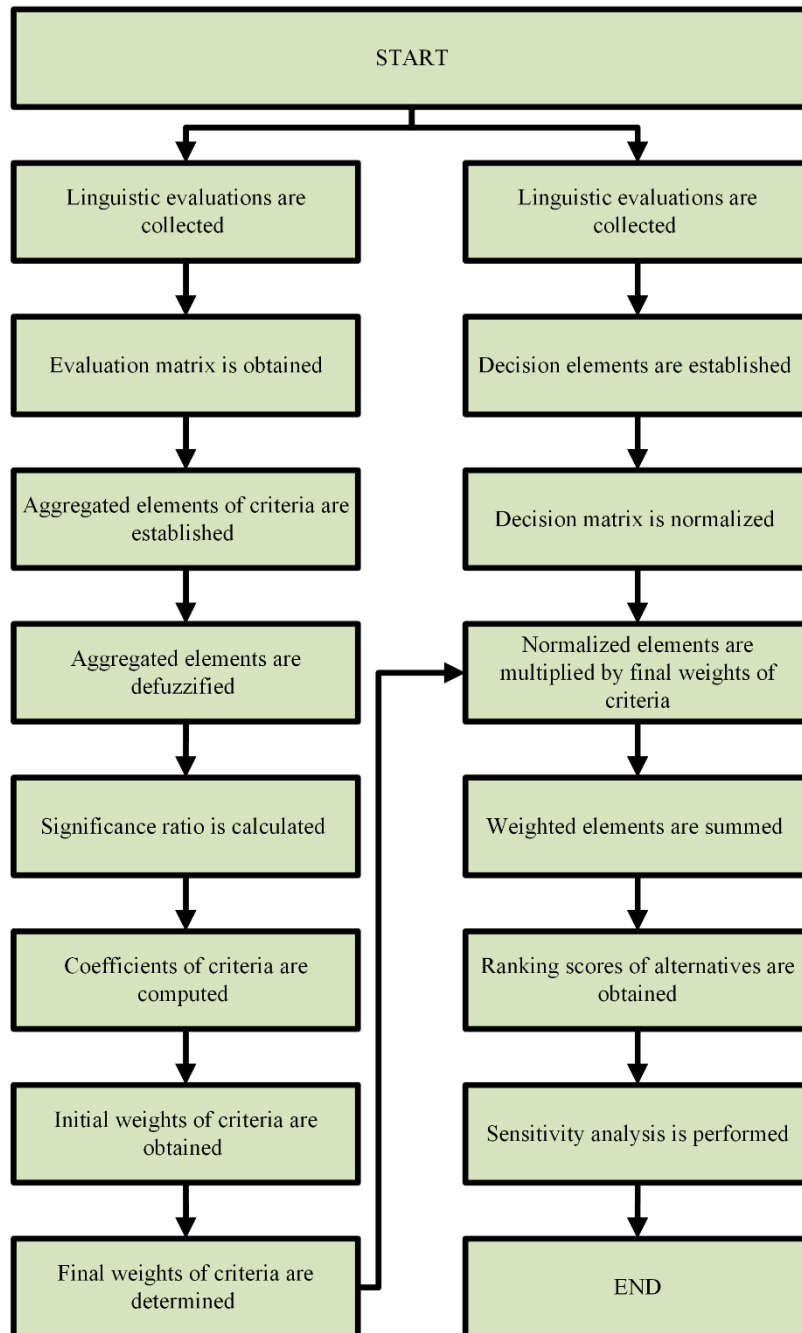 START
Linguistic evaluations are
collected
Evaluation matrix is obtained
Aggregated elements of criteria are
established
Aggregated elements are
defuzzified
Significance ratio is calculated
Coefficients of criteria are
computed
Initial weights of criteria are
obtained
Final weights of criteria are
determined
Linguistic evaluations are
collected
Decision elements are established
Decision matrix is normalized
Normalized elements are
multiplied by final weights of
criteria
Weighted elements are summed
Ranking scores of alternatives are
obtained
Sensitivity analysis is performed
END